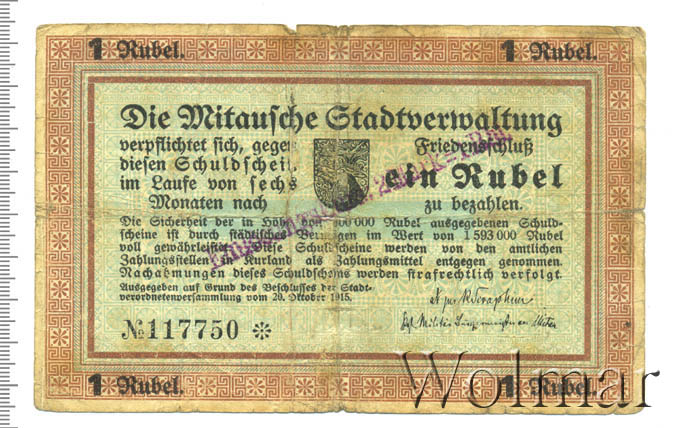 1 Rubel. 1 Rubel.
Die Mitausche Stadtverwaltung
verpflichtet sich, gegen Friedensschluß
diesen Schuldschein, ein Rubel
im Laufe von sechs
Monaten nach zu bezahlen.
Die Sicherheit der in Höhe von 300000 Rubel ausgegebenen Schuld-
scheine ist durch städtisches Vermögen im Wert von 1593000 Rubel
voll gewährleistet. Diese Schuldscheine werden von den amtlichen
Zahlungsstellen in Kurland als Zahlungsmittel entgegen genommen.
Nachahmungen dieses Schuldscheins werden strafrechtlich verfolgt.
Ausgegeben auf Grund des Beschlusses der Stadt-
verordnetenversammlung vom 20. Oktober 1915.
№117750 ※
1 Rubel. 1 Rubel.
Wolmar